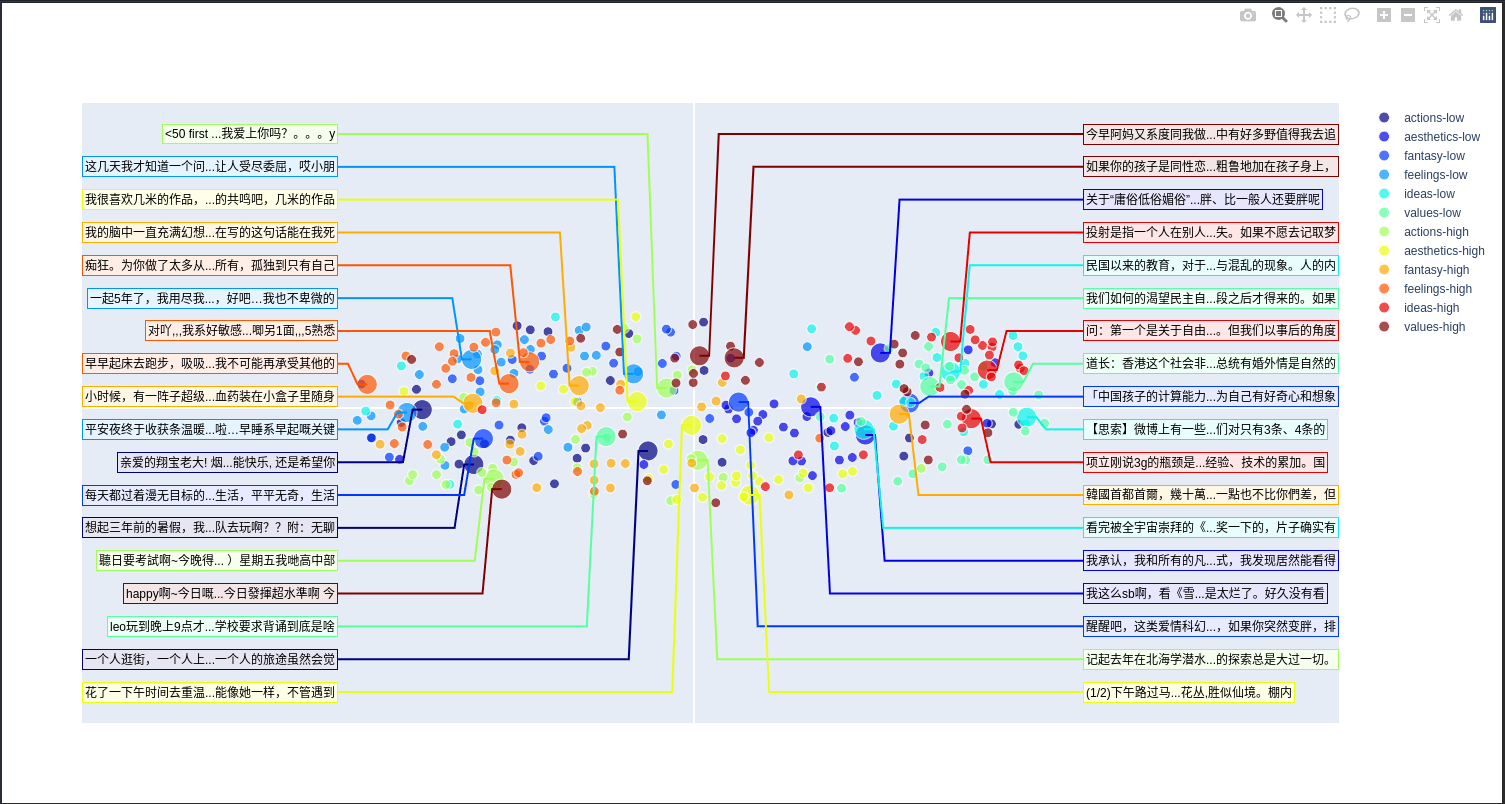 <50 first ...我爱上你吗? 。。。y
这几天我才知道一个问...让人受尽委屈，哎小朋
我很喜欢几米的作品，...的共鸣吧，几米的作品
我的脑中一直充满幻想...在写的这句话能在我死
痴狂。为你做了太多从...所有，孤独到只有自己
一起5年了，我用尽我...，好吧…我也不卑微的
对吖,,,我系好敏感...唧另1面,,,5熟悉
早早起床去跑步，吸吸...我不可能再承受其他的
小时候，有一阵子超级...血药装在小盒子里随身
平安夜终于收获条温暖...啦…早睡系早起嘅关键
亲爱的翔宝老大! 烟...能快乐, 还是希望你
每天都过着漫无目标的...生活，平平无奇，生活
想起三年前的暑假，我...队去玩啊？？附：无聊
聽日要考試啊~今晚得... ）星期五我哋高中部
happy啊~今日嘅...今日發揮超水準啊 今
leo玩到晚上9点才...学校要求背诵到底是啥
一个人逛街，一个人上...一个人的旅途虽然会觉
花了一下午时间去重温...能像她一样，不管遇到
今早阿妈又系度同我做...中有好多野值得我去追
如果你的孩子是同性恋...粗鲁地加在孩子身上，
关于“庸俗低俗媚俗”...胖、比一般人还要胖呢
投射是指一个人在别人...失。如果不愿去记取梦
民国以来的教育，对于...与混乱的现象。人的内
我们如何的渴望民主自...段之后才得来的。如果
问：第一个是关于自由...。但我们以事后的角度
道长：香港这个社会非...总统有婚外情是自然的
「中国孩子的计算能力...为自己有好奇心和想象
【思索】微博上有一些...们对只有3条、4条的
项立刚说3g的瓶颈是...经验、技术的累加。国
韓國首都首爾，幾十萬...一點也不比你們差，但
看完被全宇宙崇拜的《...奖一下的，片子确实有
我承认，我和所有的凡...式，我发现居然能看得
我这么sb啊，看《雪...是太烂了。好久没有看
醒醒吧，这类爱情科幻...，如果你突然变胖，排
记起去年在北海学潜水...的探索总是大过一切。
(1/2)下午路过马...花丛,胜似仙境。棚内
actions-low
aesthetics-low
fantasy-low
feelings-low
ideas-low
values-low
actions-high
aesthetics-high
fantasy-high
feelings-high
ideas-high
values-high